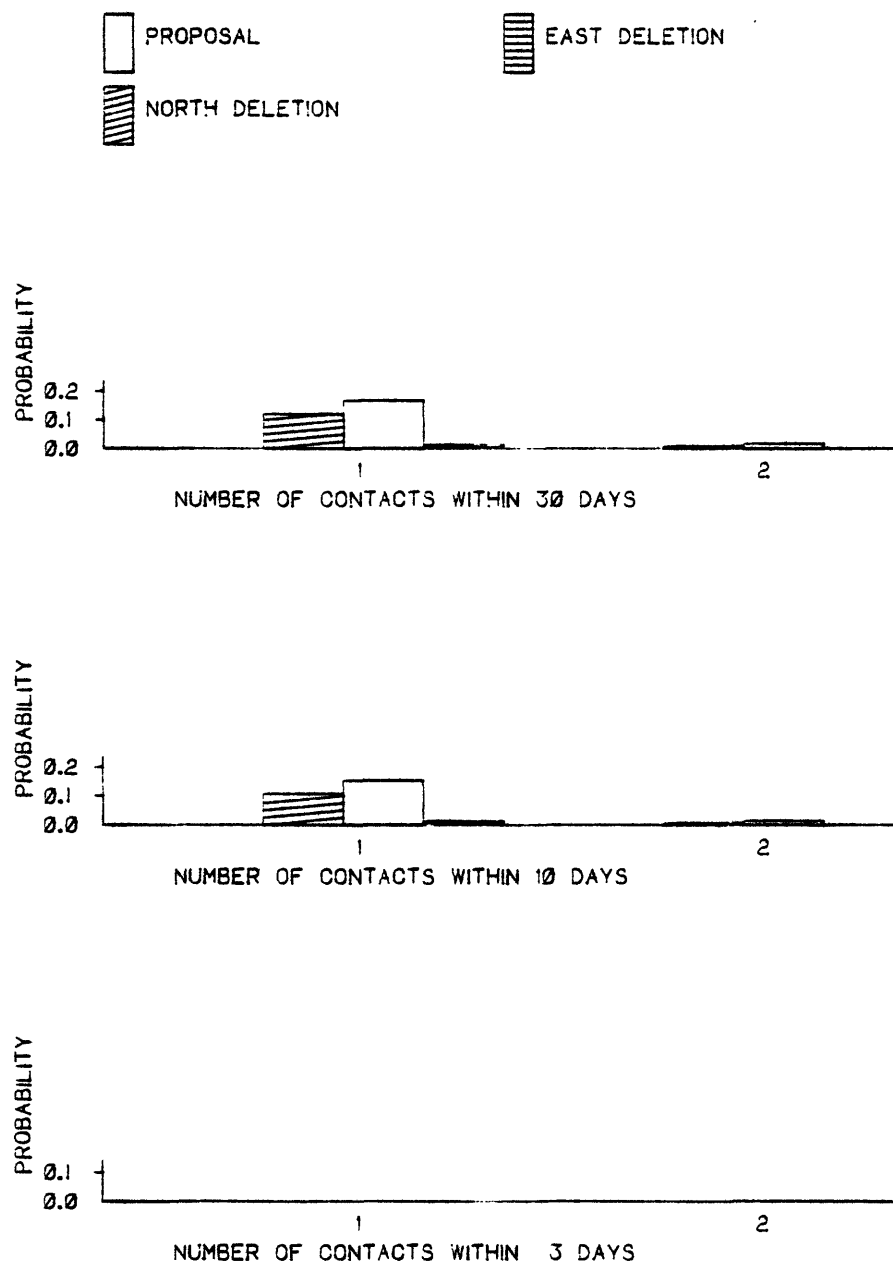 PROPOSAL
EAST DELETION
NORTH DELETION
PROBABILITY
0.2
0.1
0.0
1 2
NUMBER OF CONTACTS WITHIN 30 DAYS
PROBABILITY
0.2
0.1
0.0
1 2
NUMBER OF CONTACTS WITHIN 10 DAYS
PROBABILITY
0.1
0.0
1 2
NUMBER OF CONTACTS WITHIN 3 DAYS